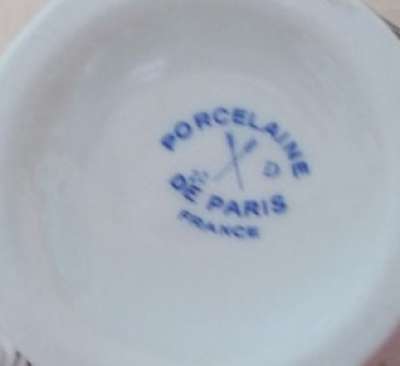 PORCELAINE
D
DE PARIS
FRANCE